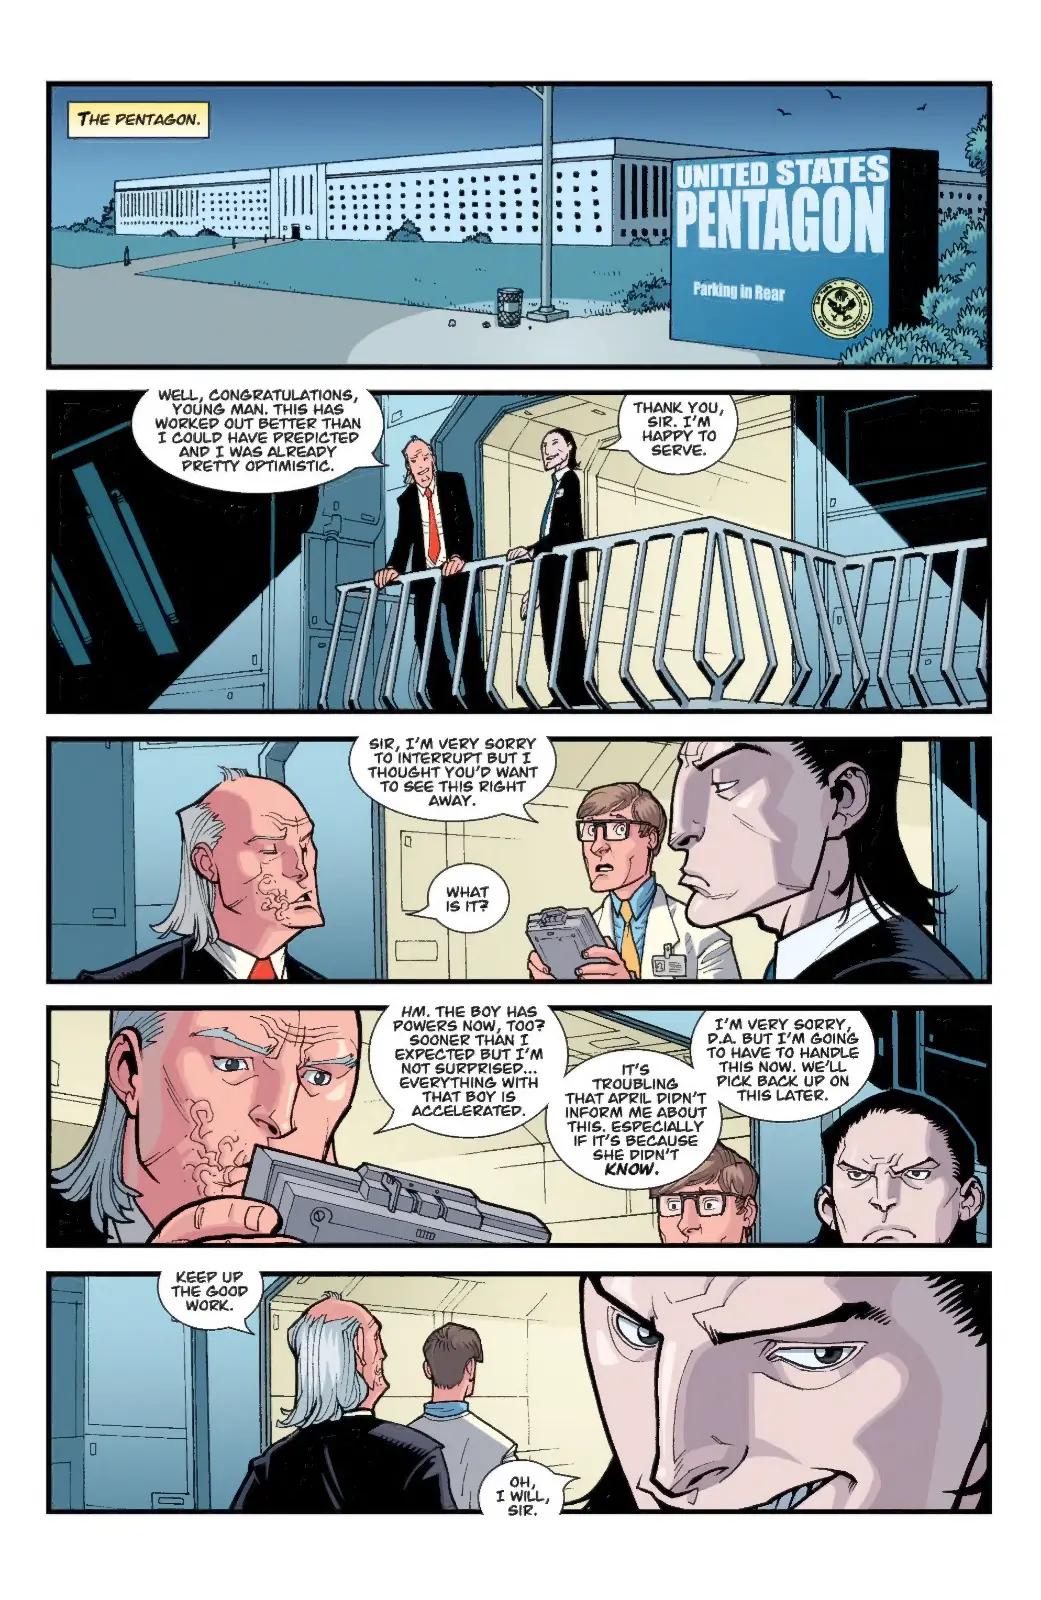 THE PENTAGON.
UNITED STATES
PENTAGON
Parking in Rear
WELL, CONGRATULATIONS,
YOUNG MAN. THIS HAS
WORKED OUT BETTER THAN
I COULD HAVE PREDICTED
AND I WAS ALREADY
PRETTY OPTIMISTIC.
THANK YOU,
SIR. I'M
HAPPY TO
SERVE.
SIR, I'M VERY SORRY
TO INTERRUPT BUT I
THOUGHT YOU'D WANT
TO SEE THIS RIGHT
AWAY.
WHAT
IS IT?
HM. THE BOY HAS
POWERS NOW, TOO?
SOONER THAN I
EXPECTED BUT I'M
NOT SURPRISED...
EVERYTHING WITH
THAT BOY IS
ACCELERATED.
IT'S
TROUBLING
THAT APRIL DIDN'T
INFORM ME ABOUT
THIS. ESPECIALLY
IF IT'S BECAUSE
SHE DIDN'T
KNOW.
I'M VERY SORRY,
D.A. BUT I'M GOING
TO HAVE TO HANDLE
THIS NOW. WE'LL
PICK BACK UP ON
THIS LATER.
KEEP UP
THE GOOD
WORK.
OH,
I WILL,
SIR.